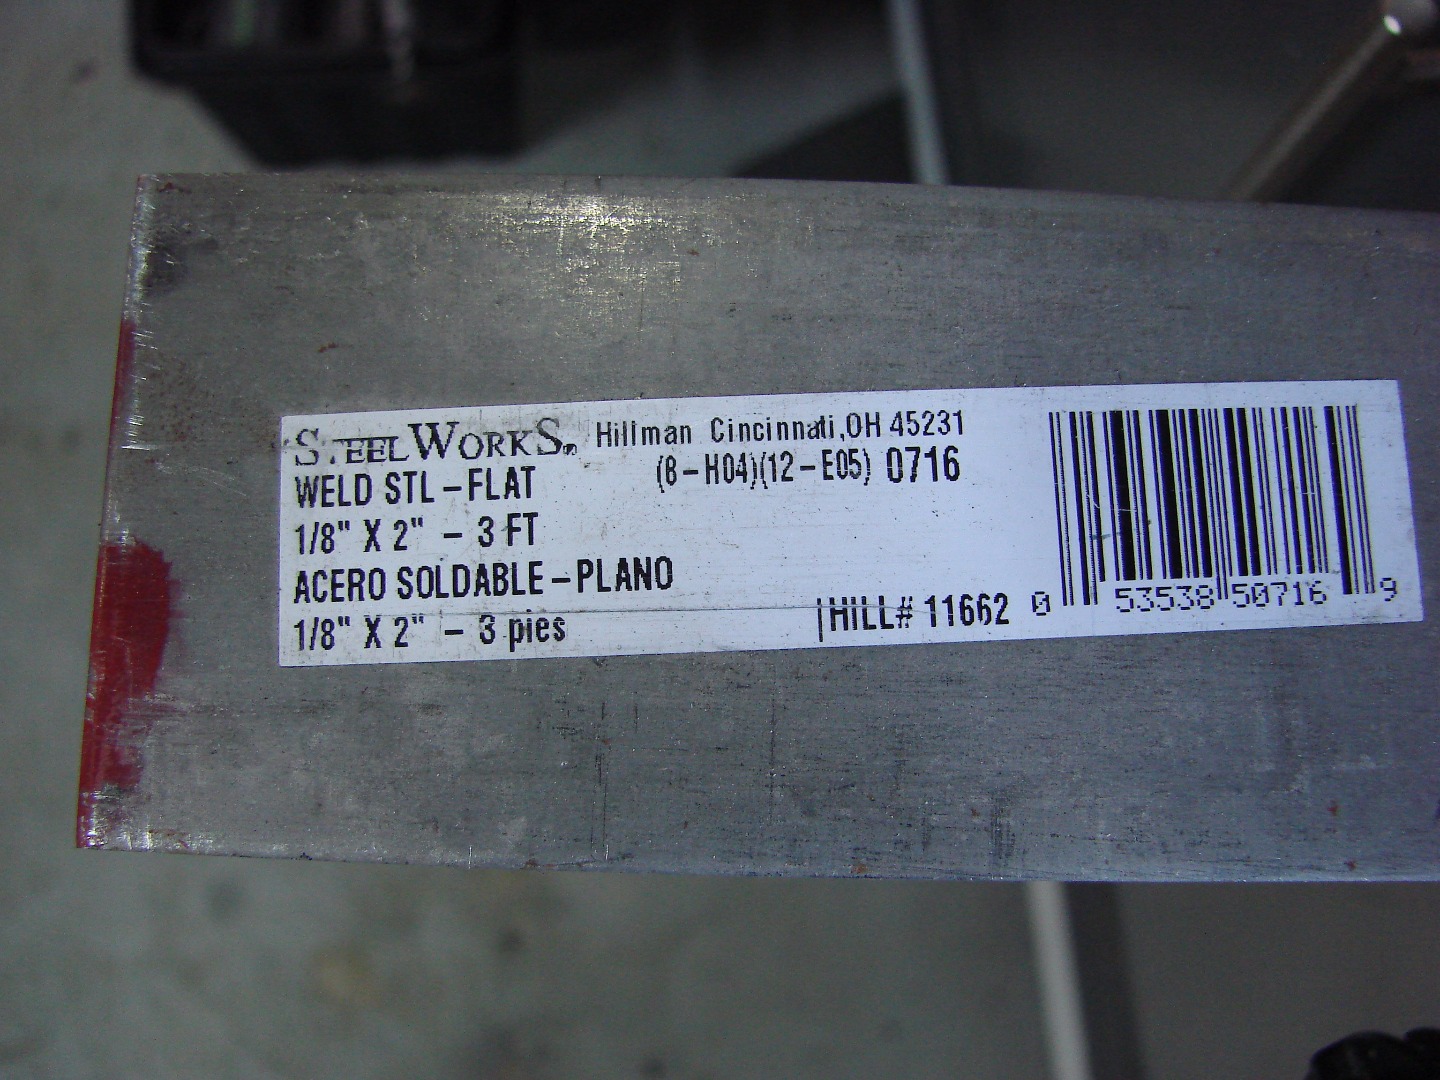 STEELWORKS® Hillman Cincinnati,OH 45231
WELD STL-FLAT (8-H04)(12-E05) 0716
1/8" X 2" - 3 FT
ACERO SOLDABLE-PLANO
1/8" X 2" - 3 pies HILL# 11662
0 53538 50716 9